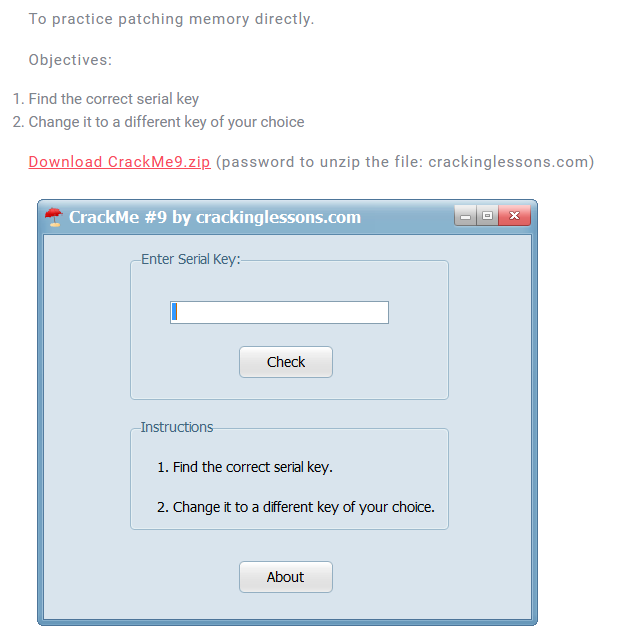 To practice patching memory directly.
Objectives:
1. Find the correct serial key
2. Change it to a different key of your choice
Download CrackMe9.zip (password to unzip the file: crackinglessons.com)
CrackMe #9 by crackinglessons.com
Enter Serial Key:
Check
Instructions
1. Find the correct serial key.
2. Change it to a different key of your choice.
About